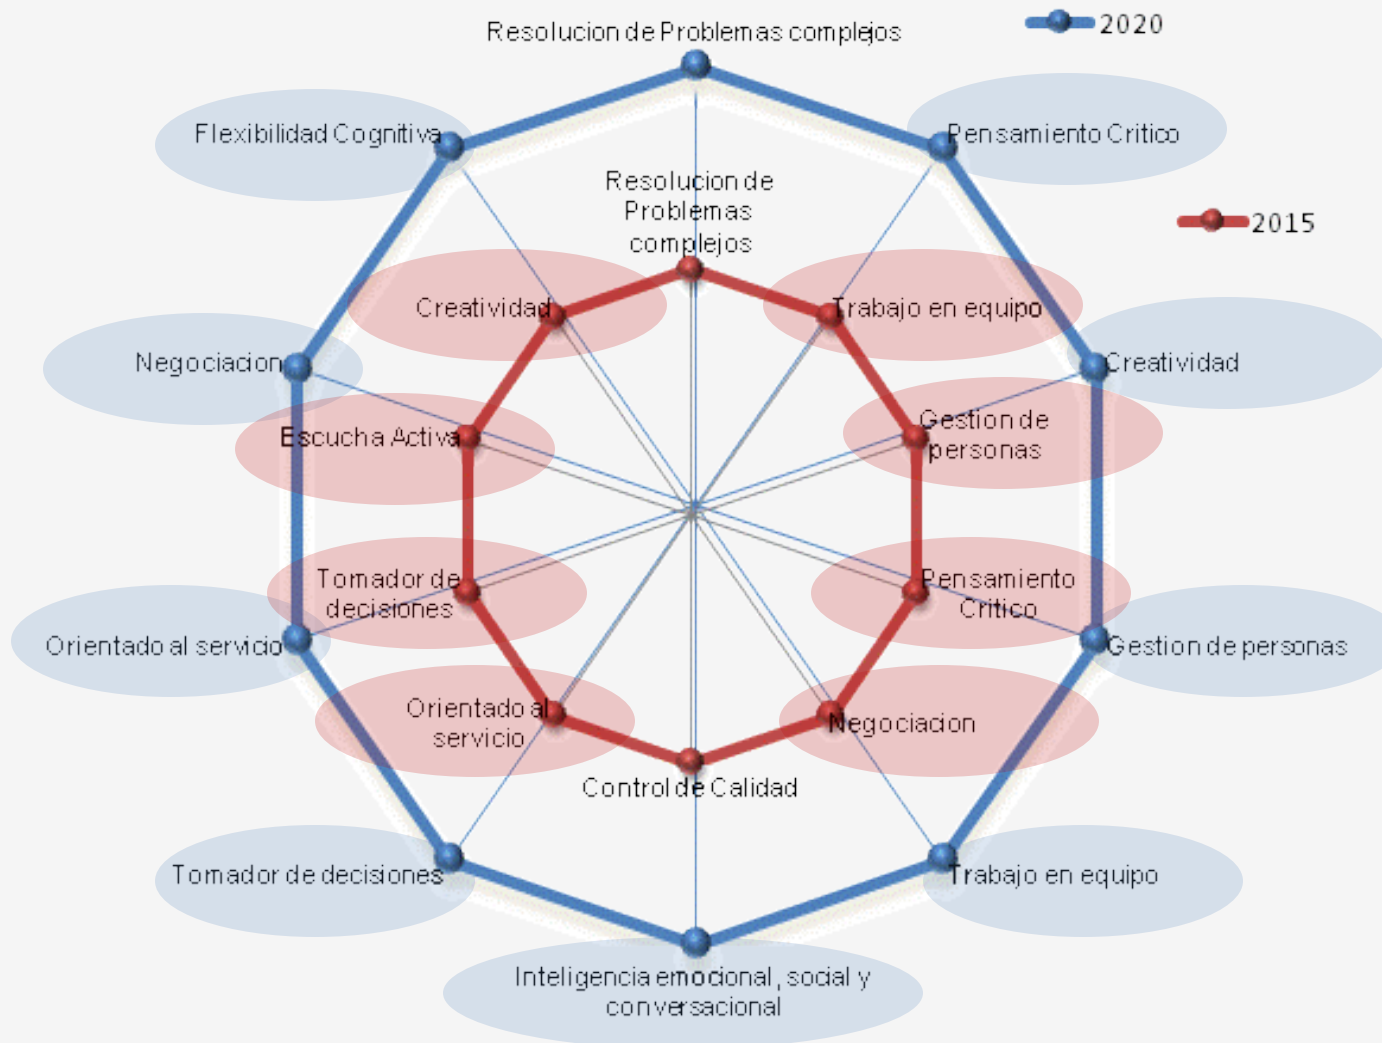 Resolucion de Problemas complejos
2020
Flexibilidad Cognitiva
Pensamiento Critico
Resolucion de
Problemas
complejos
2015
Creatividad
Trabajo en equipo
Negociacion
Creatividad
Escucha Activa
Gestion de
personas
Tomador de
decisiones
Pensamiento
Critico
Orientado al servicio
Gestion de personas
Orientado al
servicio
Negociacion
Control de Calidad
Tomador de decisiones
Trabajo en equipo
Inteligencia emocional, social y
conversacional